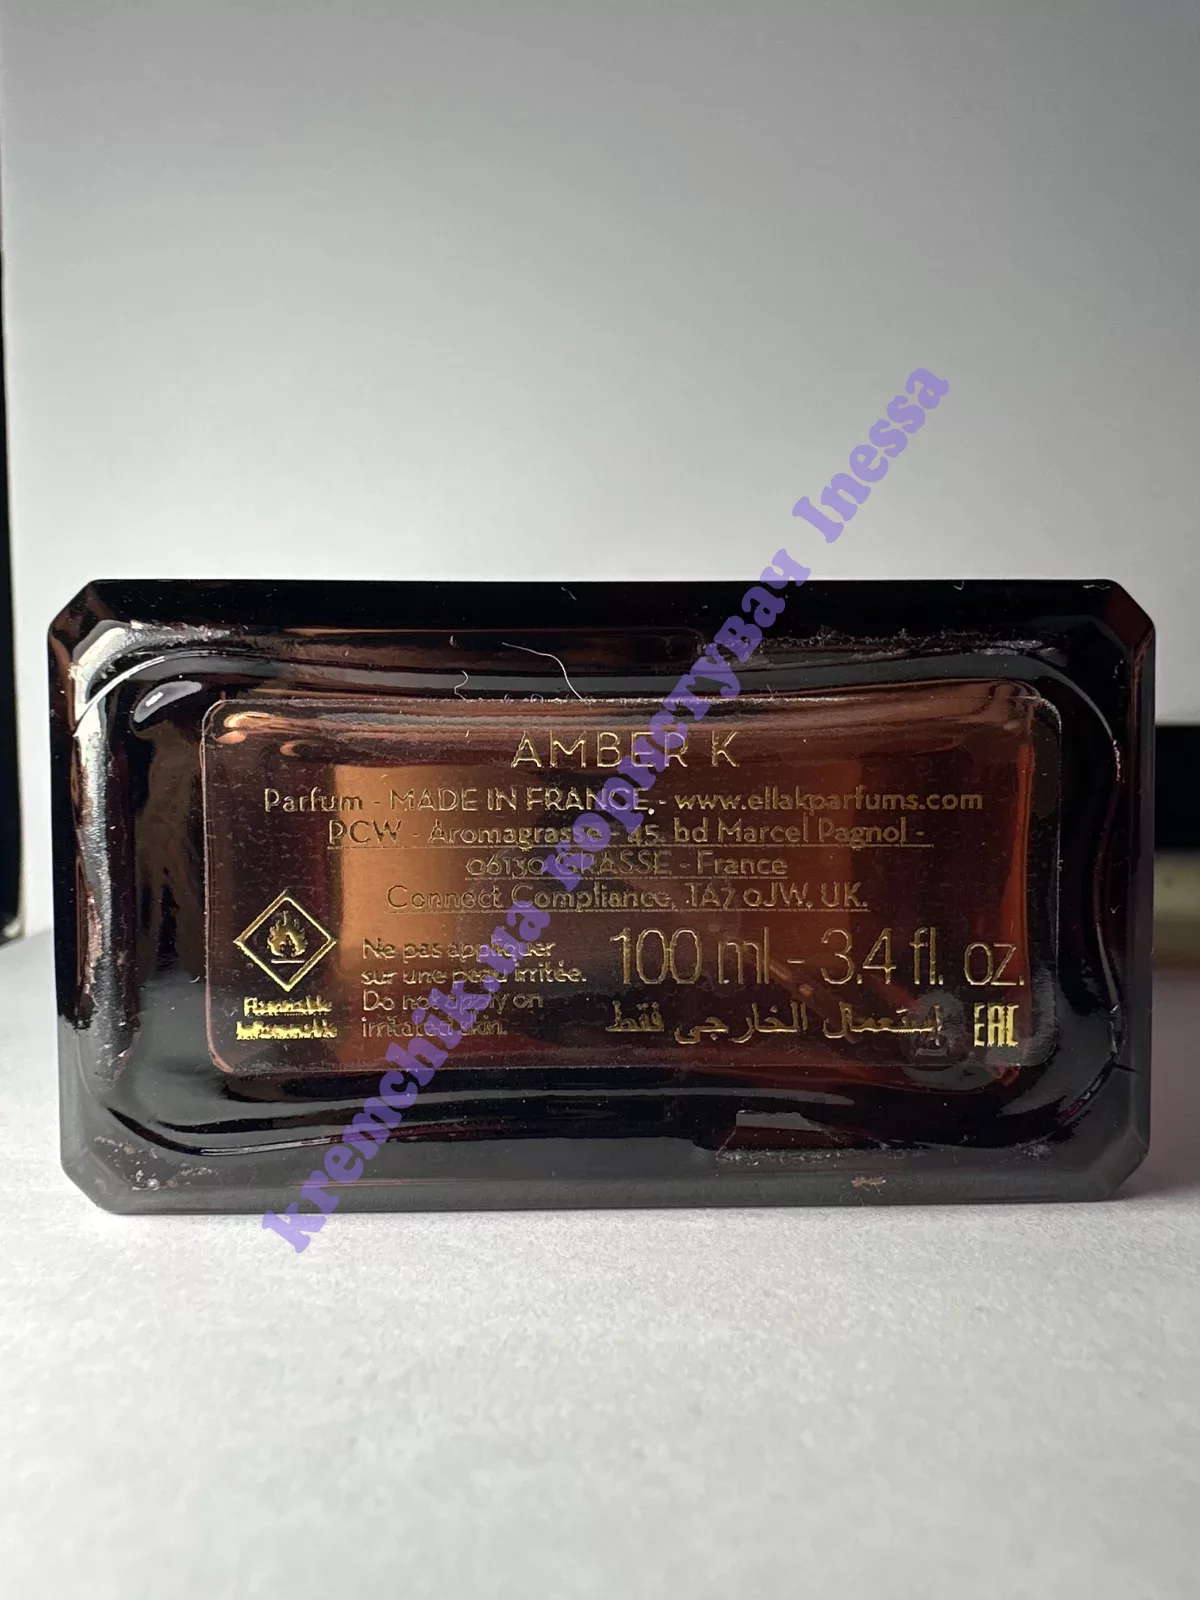 AMBER K
Parfum - MADE IN FRANCE - www.ellakparfums.com
PCW - Aromagrasse - 45, bd Marcel Pagnol -
06130 GRASSE - France
Connect Compliance, TA7 0JW, UK.
Ne pas appliquer
sur une peau irritée.
Do not apply on
irritated skin.
Flammable
Inflammable
100 ml - 3.4 fl. oz.
إستعمال الخارجي فقط
EAC
kremchik.ua користувач Inessa